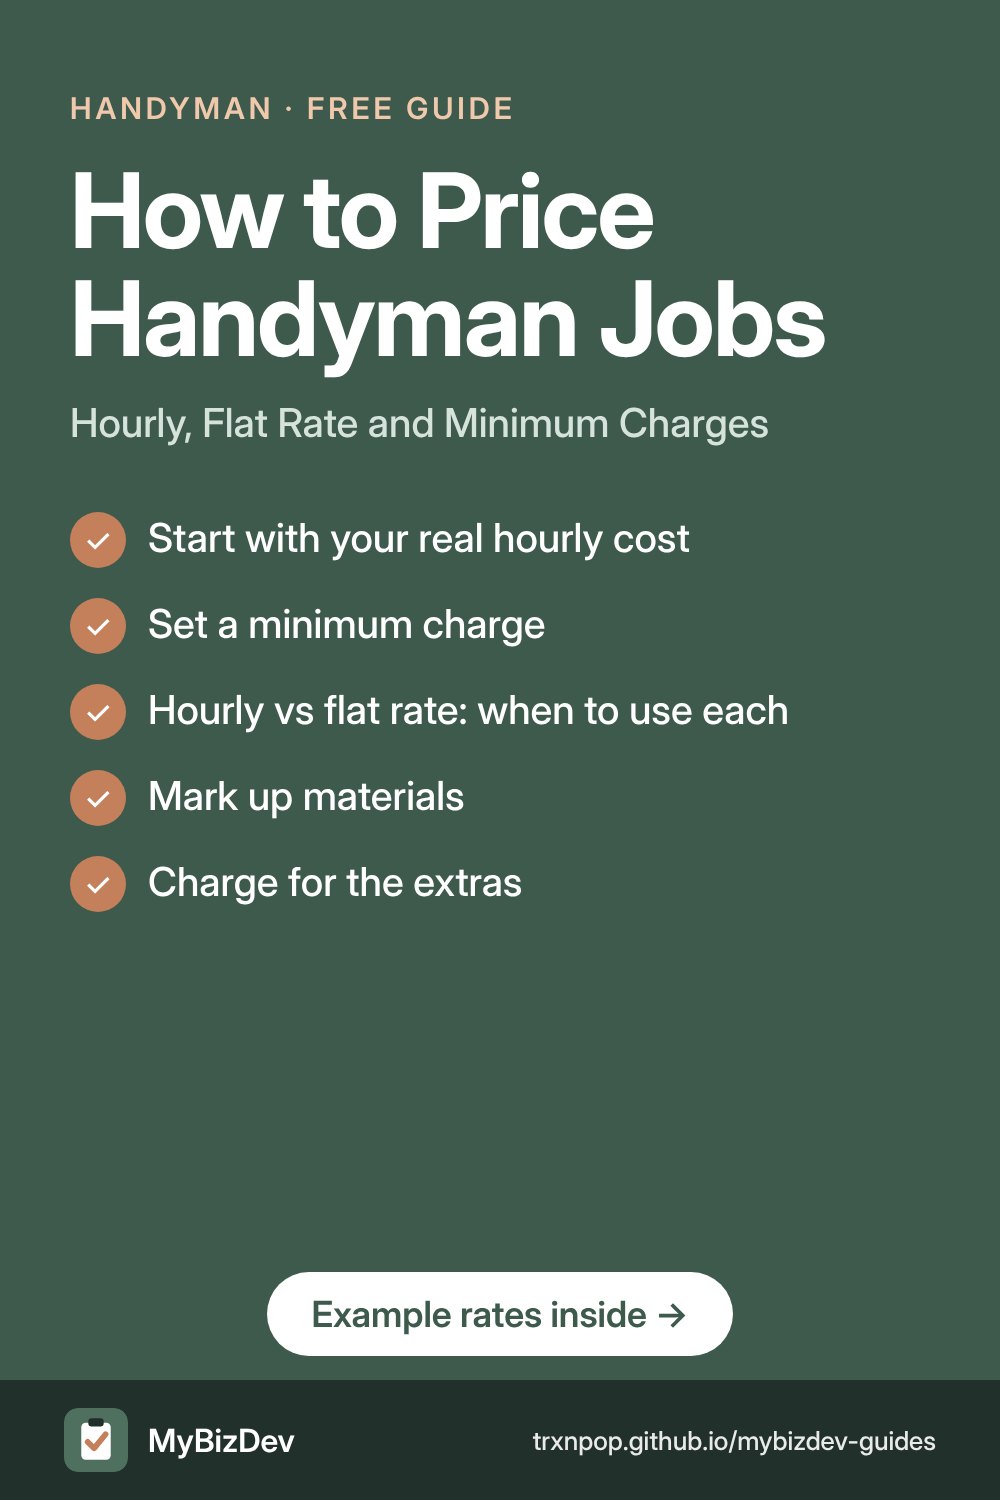 HANDYMAN · FREE GUIDE
How to Price
Handyman Jobs
Hourly, Flat Rate and Minimum Charges
Start with your real hourly cost
Set a minimum charge
Hourly vs flat rate: when to use each
Mark up materials
Charge for the extras
Example rates inside →
MyBizDev
trxnpop.github.io/mybizdev-guides